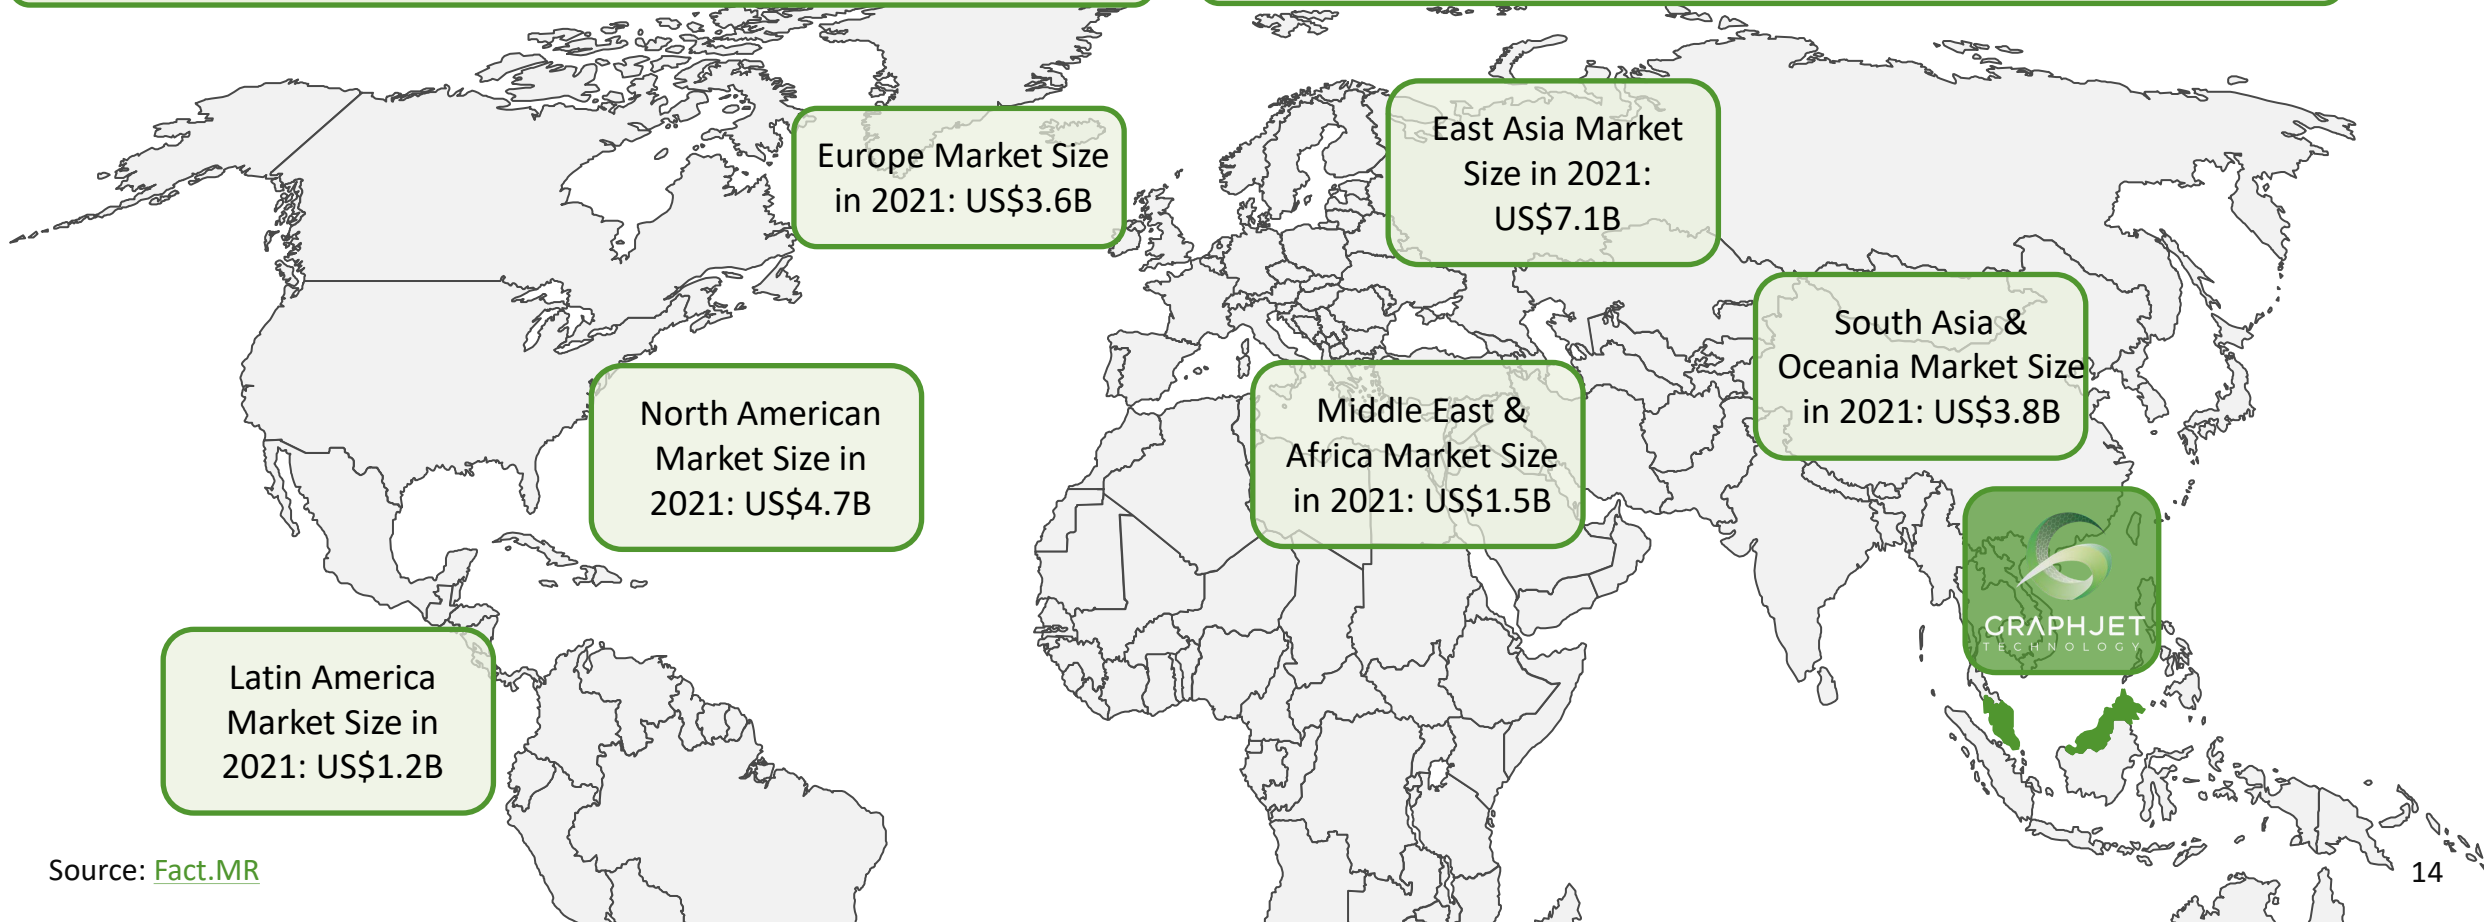 Europe Market Size
in 2021: US$3.6B
East Asia Market
Size in 2021:
US$7.1B
South Asia &
Oceania Market Size
in 2021: US$3.8B
North American
Market Size in
2021: US$4.7B
Middle East &
Africa Market Size
in 2021: US$1.5B
GRAPHJET
TECHNOLOGY
Latin America
Market Size in
2021: US$1.2B
Source: Fact.MR
14